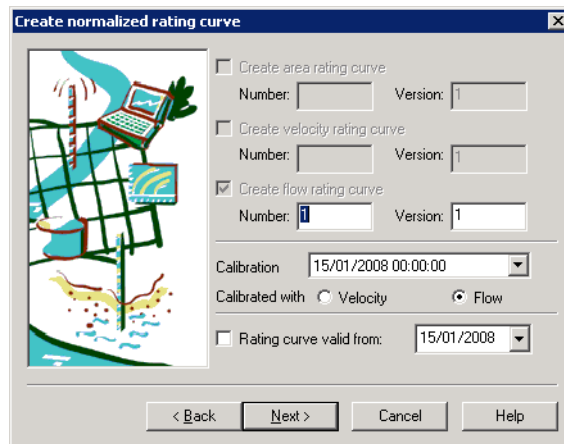 Create normalized rating curve
Create area rating curve
Number: Version: 1
Create velocity rating curve
Number: Version: 1
Create flow rating curve
Number: 1 Version: 1
Calibration 15/01/2008 00:00:00
Calibrated with Velocity Flow
Rating curve valid from: 15/01/2008
< Back Next > Cancel Help